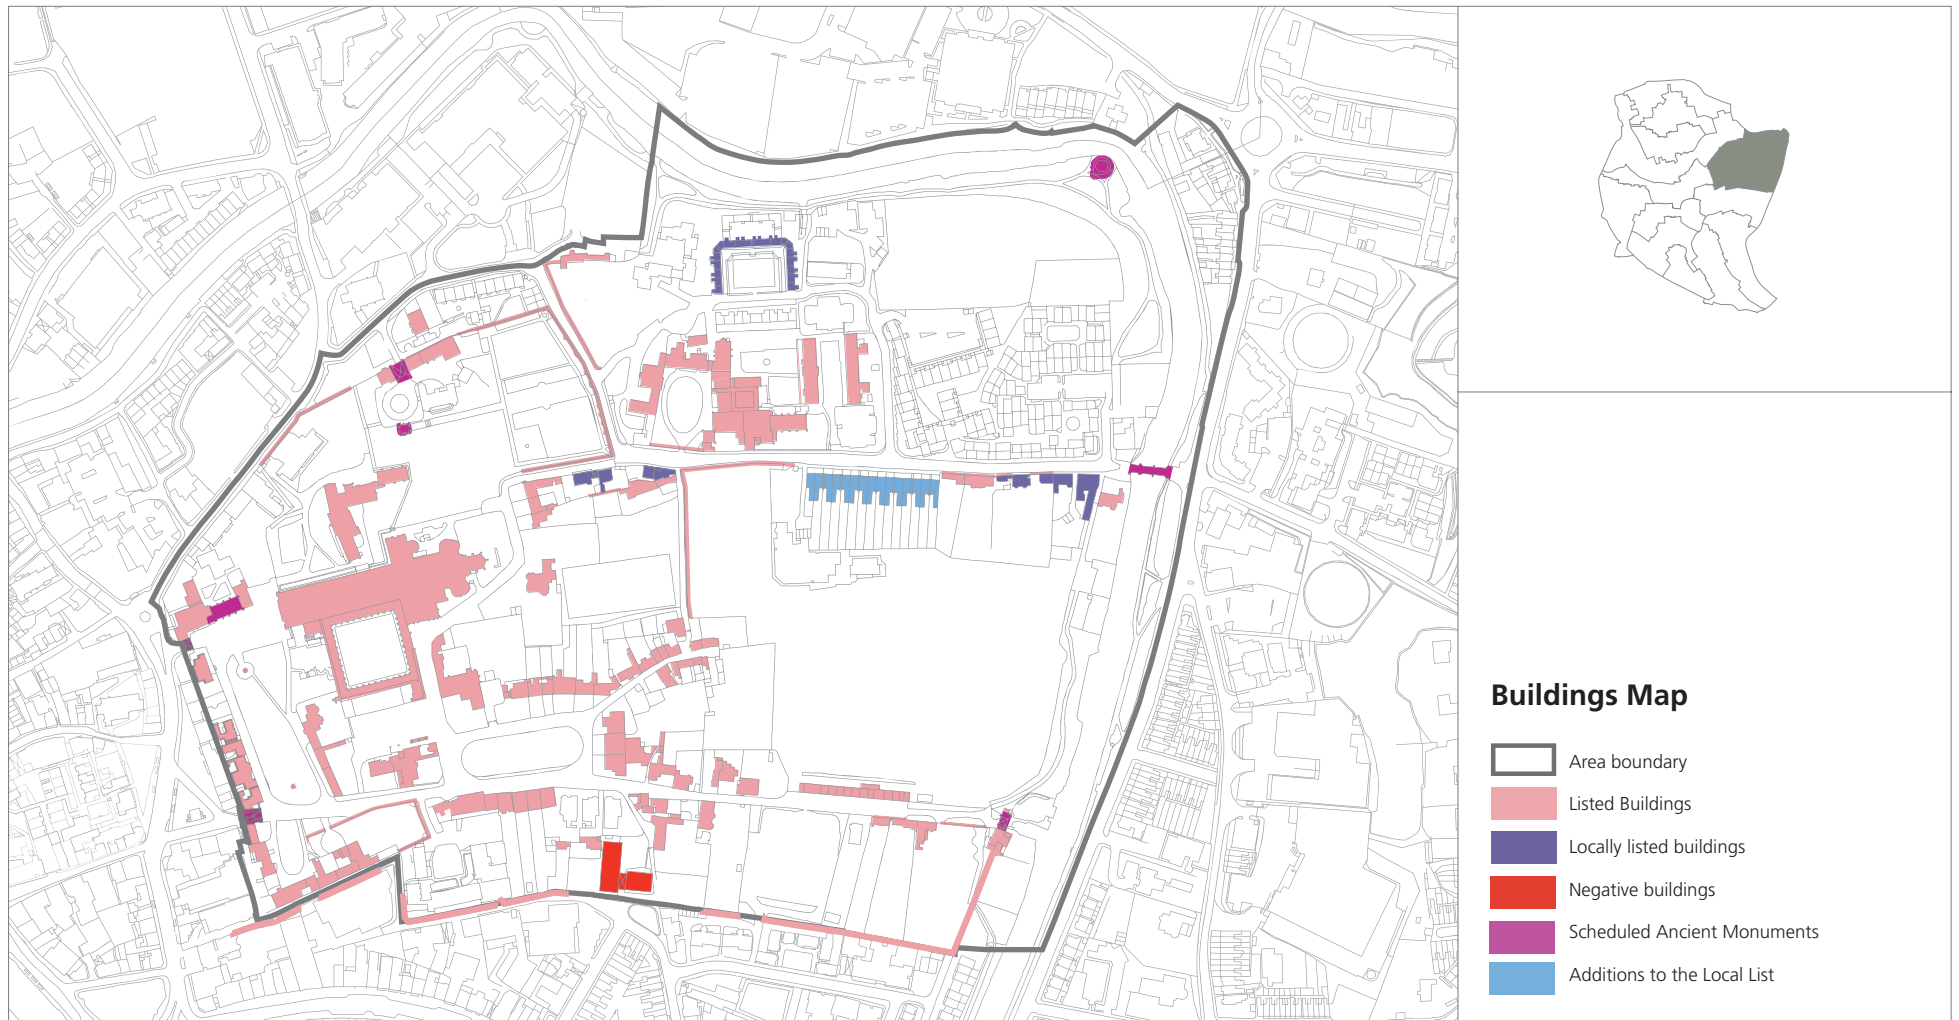 Buildings Map
Area boundary
Listed Buildings
Locally listed buildings
Negative buildings
Scheduled Ancient Monuments
Additions to the Local List